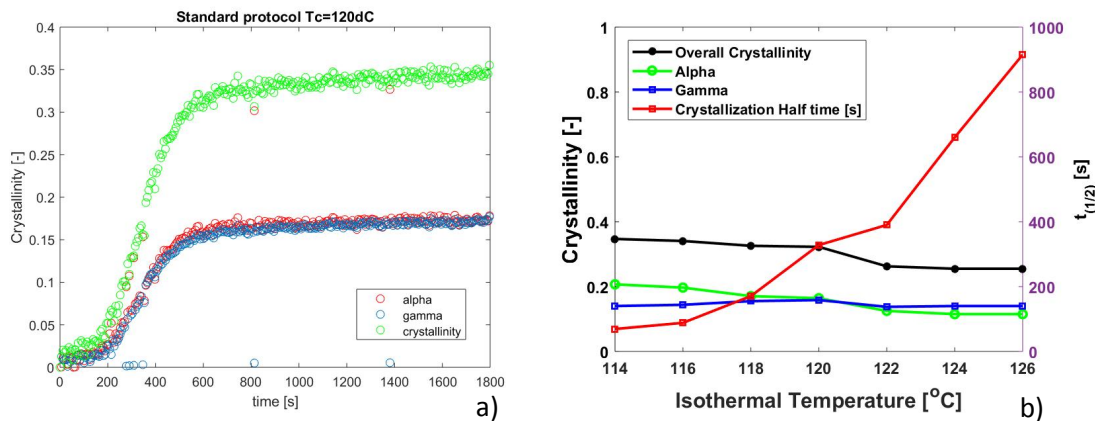 Standard protocol Tc=120dC
0.4
0.35
0.3
0.25
0.2
0.15
0.1
0.05
0
Crystallinity [-]
alpha
gamma
crystallinity
0 200 400 600 800 1000 1200 1400 1600 1800
time [s]
a)
1
0.8
0.6
0.4
0.2
0
Crystallinity [-]
Overall Crystallinity
Alpha
Gamma
Crystallization Half time [s]
1000
800
600
400
200
0
t(1/2) [s]
114 116 118 120 122 124 126
Isothermal Temperature [°C]
b)